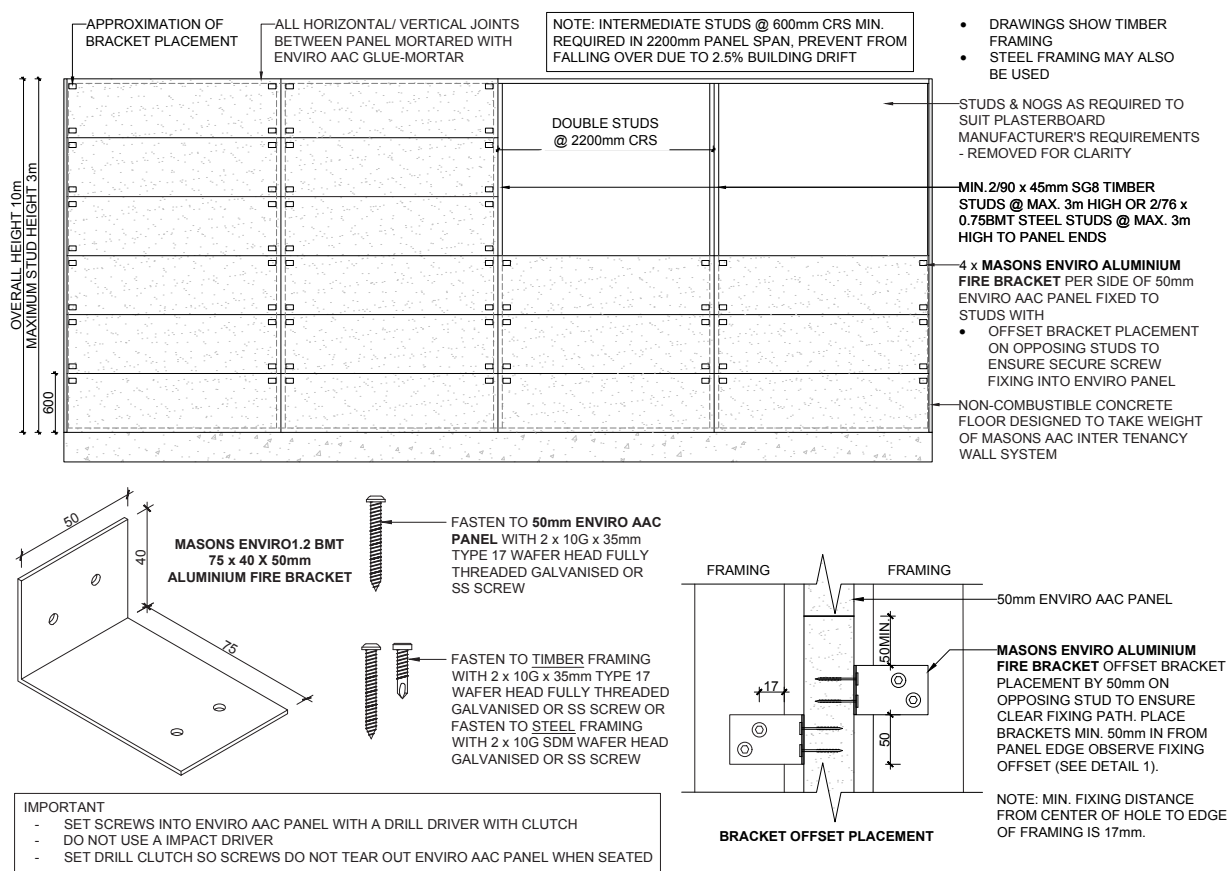 APPROXIMATION OF
BRACKET PLACEMENT
ALL HORIZONTAL/ VERTICAL JOINTS
BETWEEN PANEL MORTARED WITH
ENVIRO AAC GLUE-MORTAR
NOTE: INTERMEDIATE STUDS @ 600mm CRS MIN.
REQUIRED IN 2200mm PANEL SPAN, PREVENT FROM
FALLING OVER DUE TO 2.5% BUILDING DRIFT
• DRAWINGS SHOW TIMBER
FRAMING
• STEEL FRAMING MAY ALSO
BE USED
STUDS & NOGS AS REQUIRED TO
SUIT PLASTERBOARD
MANUFACTURER'S REQUIREMENTS
- REMOVED FOR CLARITY
DOUBLE STUDS
@ 2200mm CRS
MIN.2/90 x 45mm SG8 TIMBER
STUDS @ MAX. 3m HIGH OR 2/76 x
0.75BMT STEEL STUDS @ MAX. 3m
HIGH TO PANEL ENDS
4 x MASONS ENVIRO ALUMINIUM
FIRE BRACKET PER SIDE OF 50mm
ENVIRO AAC PANEL FIXED TO
STUDS WITH
• OFFSET BRACKET PLACEMENT
ON OPPOSING STUDS TO
ENSURE SECURE SCREW
FIXING INTO ENVIRO PANEL
NON-COMBUSTIBLE CONCRETE
FLOOR DESIGNED TO TAKE WEIGHT
OF MASONS AAC INTER TENANCY
WALL SYSTEM
OVERALL HEIGHT 10m
MAXIMUM STUD HEIGHT 3m
600
50
40
75
MASONS ENVIRO1.2 BMT
75 x 40 X 50mm
ALUMINIUM FIRE BRACKET
FASTEN TO 50mm ENVIRO AAC
PANEL WITH 2 x 10G x 35mm
TYPE 17 WAFER HEAD FULLY
THREADED GALVANISED OR
SS SCREW
FASTEN TO TIMBER FRAMING
WITH 2 x 10G x 35mm TYPE 17
WAFER HEAD FULLY THREADED
GALVANISED OR SS SCREW OR
FASTEN TO STEEL FRAMING
WITH 2 x 10G SDM WAFER HEAD
GALVANISED OR SS SCREW
FRAMING
FRAMING
50mm ENVIRO AAC PANEL
50MIN.
17
50
MASONS ENVIRO ALUMINIUM
FIRE BRACKET OFFSET BRACKET
PLACEMENT BY 50mm ON
OPPOSING STUD TO ENSURE
CLEAR FIXING PATH. PLACE
BRACKETS MIN. 50mm IN FROM
PANEL EDGE OBSERVE FIXING
OFFSET (SEE DETAIL 1).
NOTE: MIN. FIXING DISTANCE
FROM CENTER OF HOLE TO EDGE
OF FRAMING IS 17mm.
BRACKET OFFSET PLACEMENT
IMPORTANT
- SET SCREWS INTO ENVIRO AAC PANEL WITH A DRILL DRIVER WITH CLUTCH
- DO NOT USE A IMPACT DRIVER
- SET DRILL CLUTCH SO SCREWS DO NOT TEAR OUT ENVIRO AAC PANEL WHEN SEATED